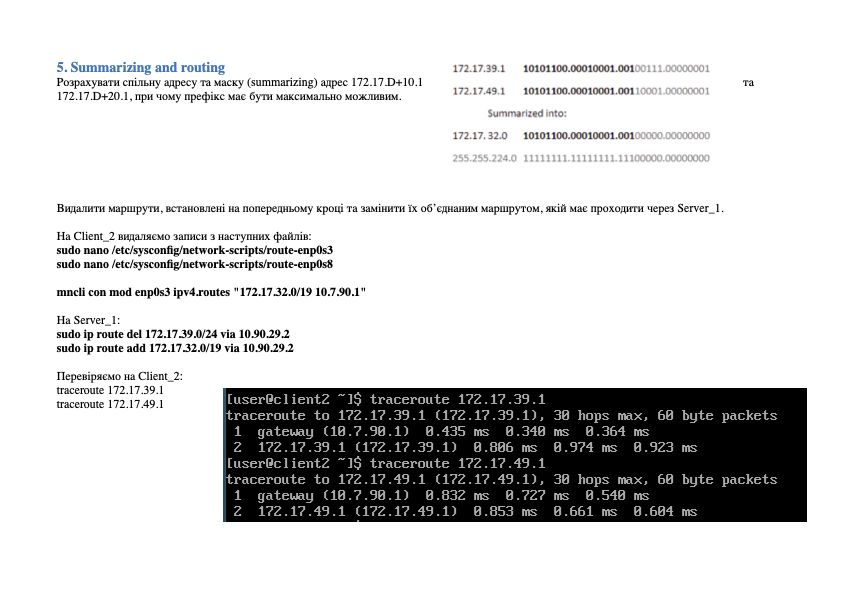 5. Summarizing and routing
Розрахувати спільну адресу та маску (summarizing) адрес 172.17.D+10.1 та
172.17.D+20.1, при чому префікс має бути максимально можливим.
172.17.39.1 10101100.00010001.00100111.00000001
172.17.49.1 10101100.00010001.00110001.00000001
Summarized into:
172.17. 32.0 10101100.00010001.00100000.00000000
255.255.224.0 11111111.11111111.11100000.00000000
Видалити маршрути, встановлені на попередньому кроці та замінити їх об’єднаним маршрутом, якій має проходити через Server_1.
На Client_2 видаляємо записи з наступних файлів:
sudo nano /etc/sysconfig/network-scripts/route-enp0s3
sudo nano /etc/sysconfig/network-scripts/route-enp0s8
mncli con mod enp0s3 ipv4.routes "172.17.32.0/19 10.7.90.1"
На Server_1:
sudo ip route del 172.17.39.0/24 via 10.90.29.2
sudo ip route add 172.17.32.0/19 via 10.90.29.2
Перевіряємо на Client_2:
traceroute 172.17.39.1
traceroute 172.17.49.1
[user@client2 ~]$ traceroute 172.17.39.1
traceroute to 172.17.39.1 (172.17.39.1), 30 hops max, 60 byte packets
1 gateway (10.7.90.1) 0.435 ms 0.340 ms 0.364 ms
2 172.17.39.1 (172.17.39.1) 0.806 ms 0.974 ms 0.923 ms
[user@client2 ~]$ traceroute 172.17.49.1
traceroute to 172.17.49.1 (172.17.49.1), 30 hops max, 60 byte packets
1 gateway (10.7.90.1) 0.832 ms 0.727 ms 0.540 ms
2 172.17.49.1 (172.17.49.1) 0.853 ms 0.661 ms 0.604 ms